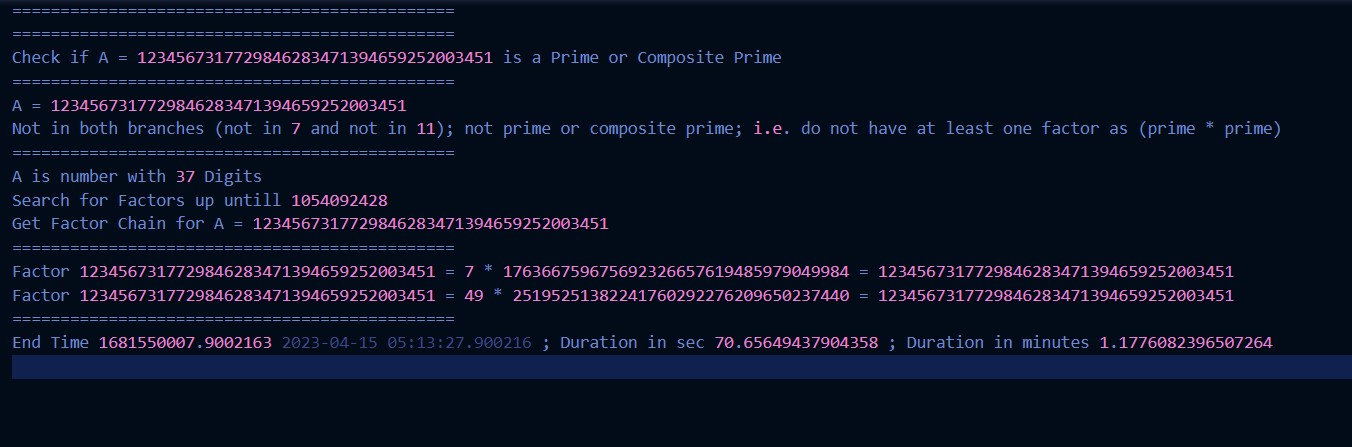 ==============================================
==============================================
Check if A = 1234567317729846283471394659252003451 is a Prime or Composite Prime
==============================================
A = 1234567317729846283471394659252003451
Not in both branches (not in 7 and not in 11); not prime or composite prime; i.e. do not have at least one factor as (prime * prime)
==============================================
A is number with 37 Digits
Search for Factors up untill 1054092428
Get Factor Chain for A = 1234567317729846283471394659252003451
==============================================
Factor 1234567317729846283471394659252003451 = 7 * 176366759675692326657619485979049984 = 1234567317729846283471394659252003451
Factor 1234567317729846283471394659252003451 = 49 * 25195251382241760292276209650237440 = 1234567317729846283471394659252003451
==============================================
End Time 1681550007.9002163 2023-04-15 05:13:27.900216 ; Duration in sec 70.65649437904358 ; Duration in minutes 1.1776082396507264